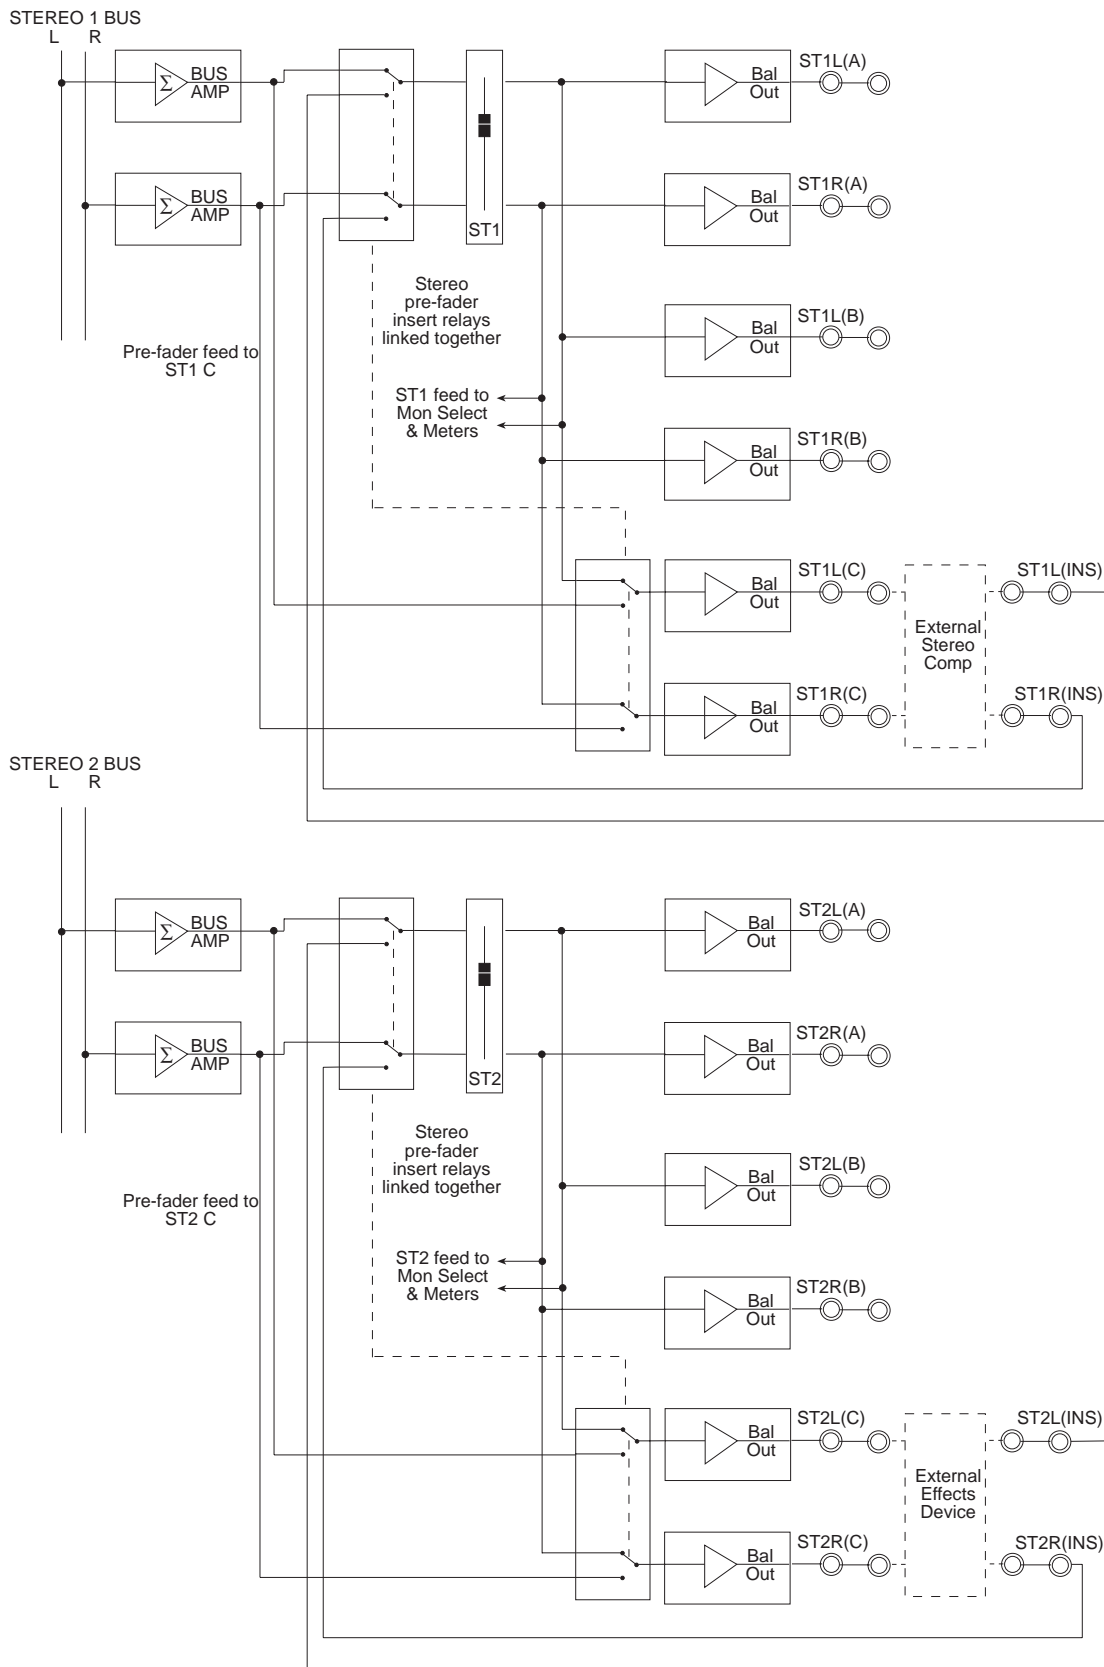 STEREO 1 BUS
L R
Σ BUS
AMP
Bal
Out
ST1L(A)
Σ BUS
AMP
ST1
Bal
Out
ST1R(A)
Stereo
pre-fader
insert relays
linked together
Pre-fader feed to
ST1 C
Bal
Out
ST1L(B)
ST1 feed to
Mon Select
& Meters
Bal
Out
ST1R(B)
Bal
Out
ST1L(C)
External
Stereo
Comp
ST1L(INS)
Bal
Out
ST1R(C)
ST1R(INS)
STEREO 2 BUS
L R
Σ BUS
AMP
Bal
Out
ST2L(A)
Σ BUS
AMP
ST2
Bal
Out
ST2R(A)
Stereo
pre-fader
insert relays
linked together
Pre-fader feed to
ST2 C
Bal
Out
ST2L(B)
ST2 feed to
Mon Select
& Meters
Bal
Out
ST2R(B)
Bal
Out
ST2L(C)
External
Effects
Device
ST2L(INS)
Bal
Out
ST2R(C)
ST2R(INS)